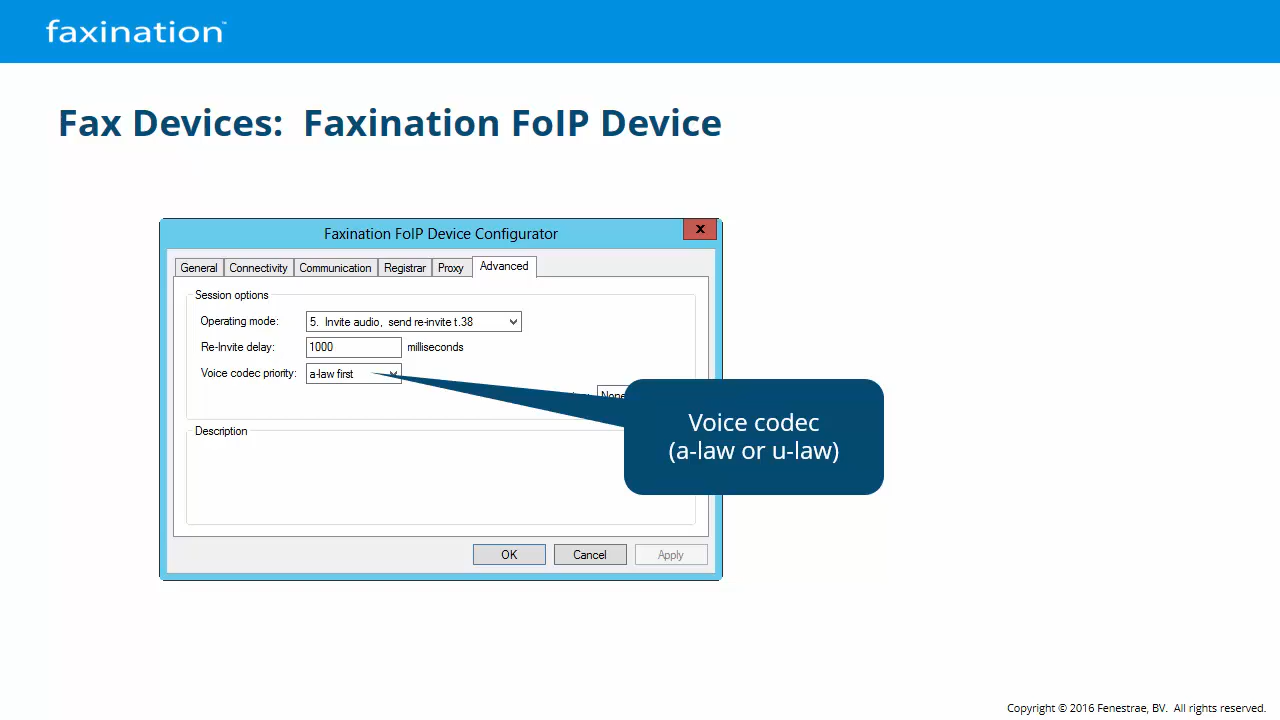 faxination™
Fax Devices:  Faxination FoIP Device
Faxination FoIP Device Configurator
x
General Connectivity Communication Registrar Proxy Advanced
Session options
Operating mode: 5.  Invite audio,  send re-invite t.38
Re-Invite delay: 1000 milliseconds
Voice codec priority: a-law first
None
Voice codec
(a-law or u-law)
Description
OK Cancel Apply
Copyright © 2016 Fenestrae, BV.  All rights reserved.